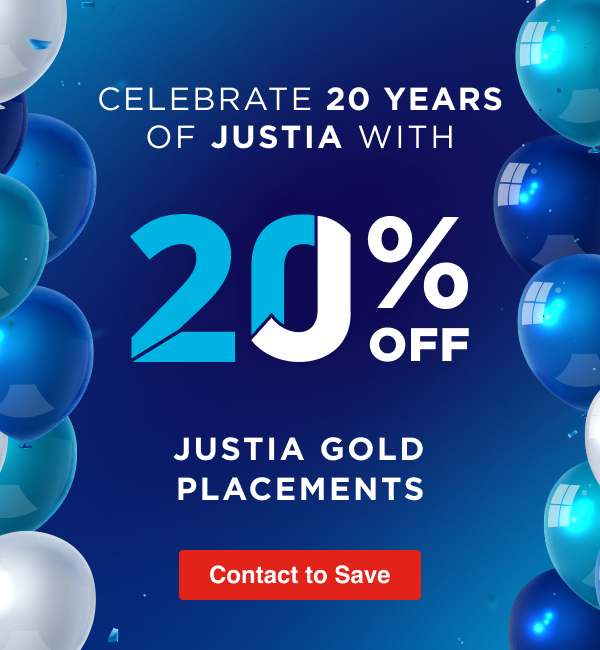 CELEBRATE 20 YEARS
OF JUSTIA WITH
20%
OFF
JUSTIA GOLD
PLACEMENTS
Contact to Save